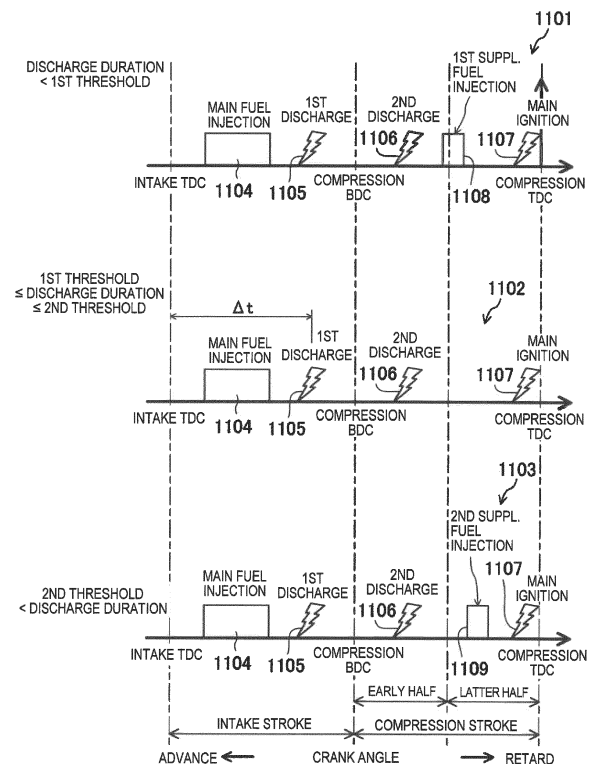 1101
DISCHARGE DURATION
< 1ST THRESHOLD
1ST SUPPL.
FUEL
INJECTION
MAIN FUEL
INJECTION
1ST
DISCHARGE
2ND
DISCHARGE
MAIN
IGNITION
1106
1107
INTAKE TDC
1104
1105
COMPRESSION
BDC
1108
COMPRESSION
TDC
1ST THRESHOLD
≤ DISCHARGE DURATION
≤ 2ND THRESHOLD
1102
Δt
MAIN FUEL
INJECTION
1ST
DISCHARGE
2ND
DISCHARGE
MAIN
IGNITION
1106
1107
INTAKE TDC
1104
1105
COMPRESSION
BDC
COMPRESSION
TDC
1103
2ND SUPPL.
FUEL
INJECTION
2ND THRESHOLD
< DISCHARGE DURATION
MAIN FUEL
INJECTION
1ST
DISCHARGE
2ND
DISCHARGE
1107
MAIN
IGNITION
1106
INTAKE TDC
1104
1105
COMPRESSION
BDC
1109
COMPRESSION
TDC
EARLY HALF
LATTER HALF
INTAKE STROKE
COMPRESSION STROKE
ADVANCE
CRANK ANGLE
RETARD